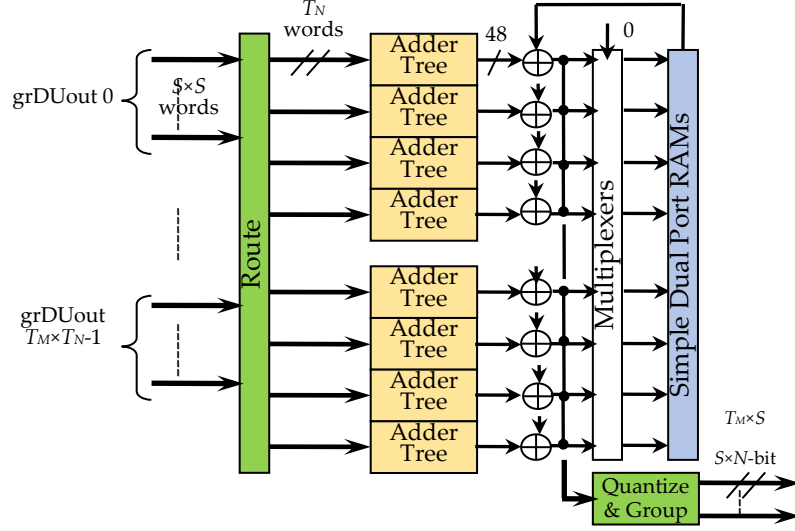 T_N
words
grDUout 0
S×S
words
grDUout
T_M×T_N-1
Route
Adder
Tree
Adder
Tree
Adder
Tree
Adder
Tree
Adder
Tree
Adder
Tree
Adder
Tree
Adder
Tree
48
0
Multiplexers
Simple Dual Port RAMs
T_M×S
S×N-bit
Quantize
& Group